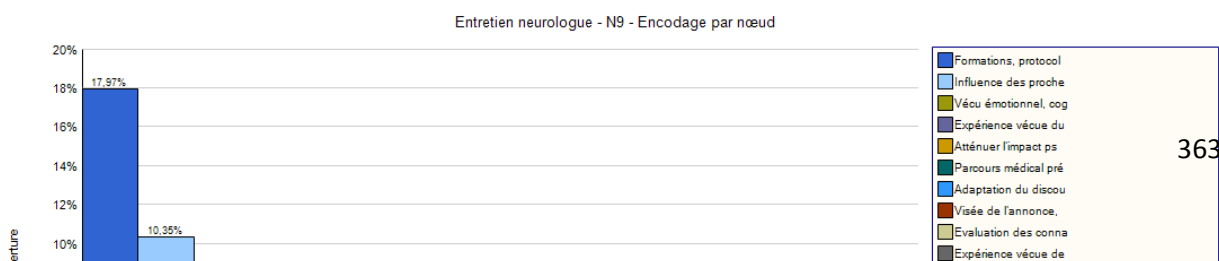 Entretien neurologue - N9 - Encodage par nœud
20%
18%
16%
14%
12%
10%
17,97%
10,35%
Formations, protocol
Influence des proche
Vécu émotionnel, cog
Expérience vécue du
Atténuer l'impact ps
Parcours médical pré
Adaptation du discou
Visée de l'annonce,
Evaluation des conna
Expérience vécue de
363